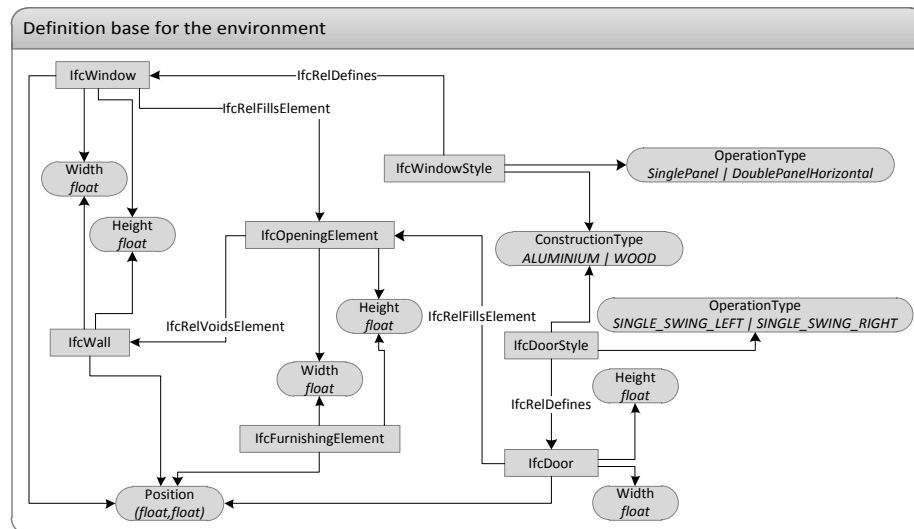 Definition base for the environment
IfcRelDefines
IfcWindow
IfcRelFillsElement
Width
float
IfcWindowStyle
OperationType
SinglePanel | DoublePanelHorizontal
Height
float
IfcOpeningElement
ConstructionType
ALUMINIUM | WOOD
Height
float
OperationType
SINGLE_SWING_LEFT | SINGLE_SWING_RIGHT
IfcRelVoidsElement
IfcRelFillsElement
IfcWall
IfcDoorStyle
Width
float
Height
float
IfcRelDefines
IfcFurnishingElement
IfcDoor
Position
(float,float)
Width
float